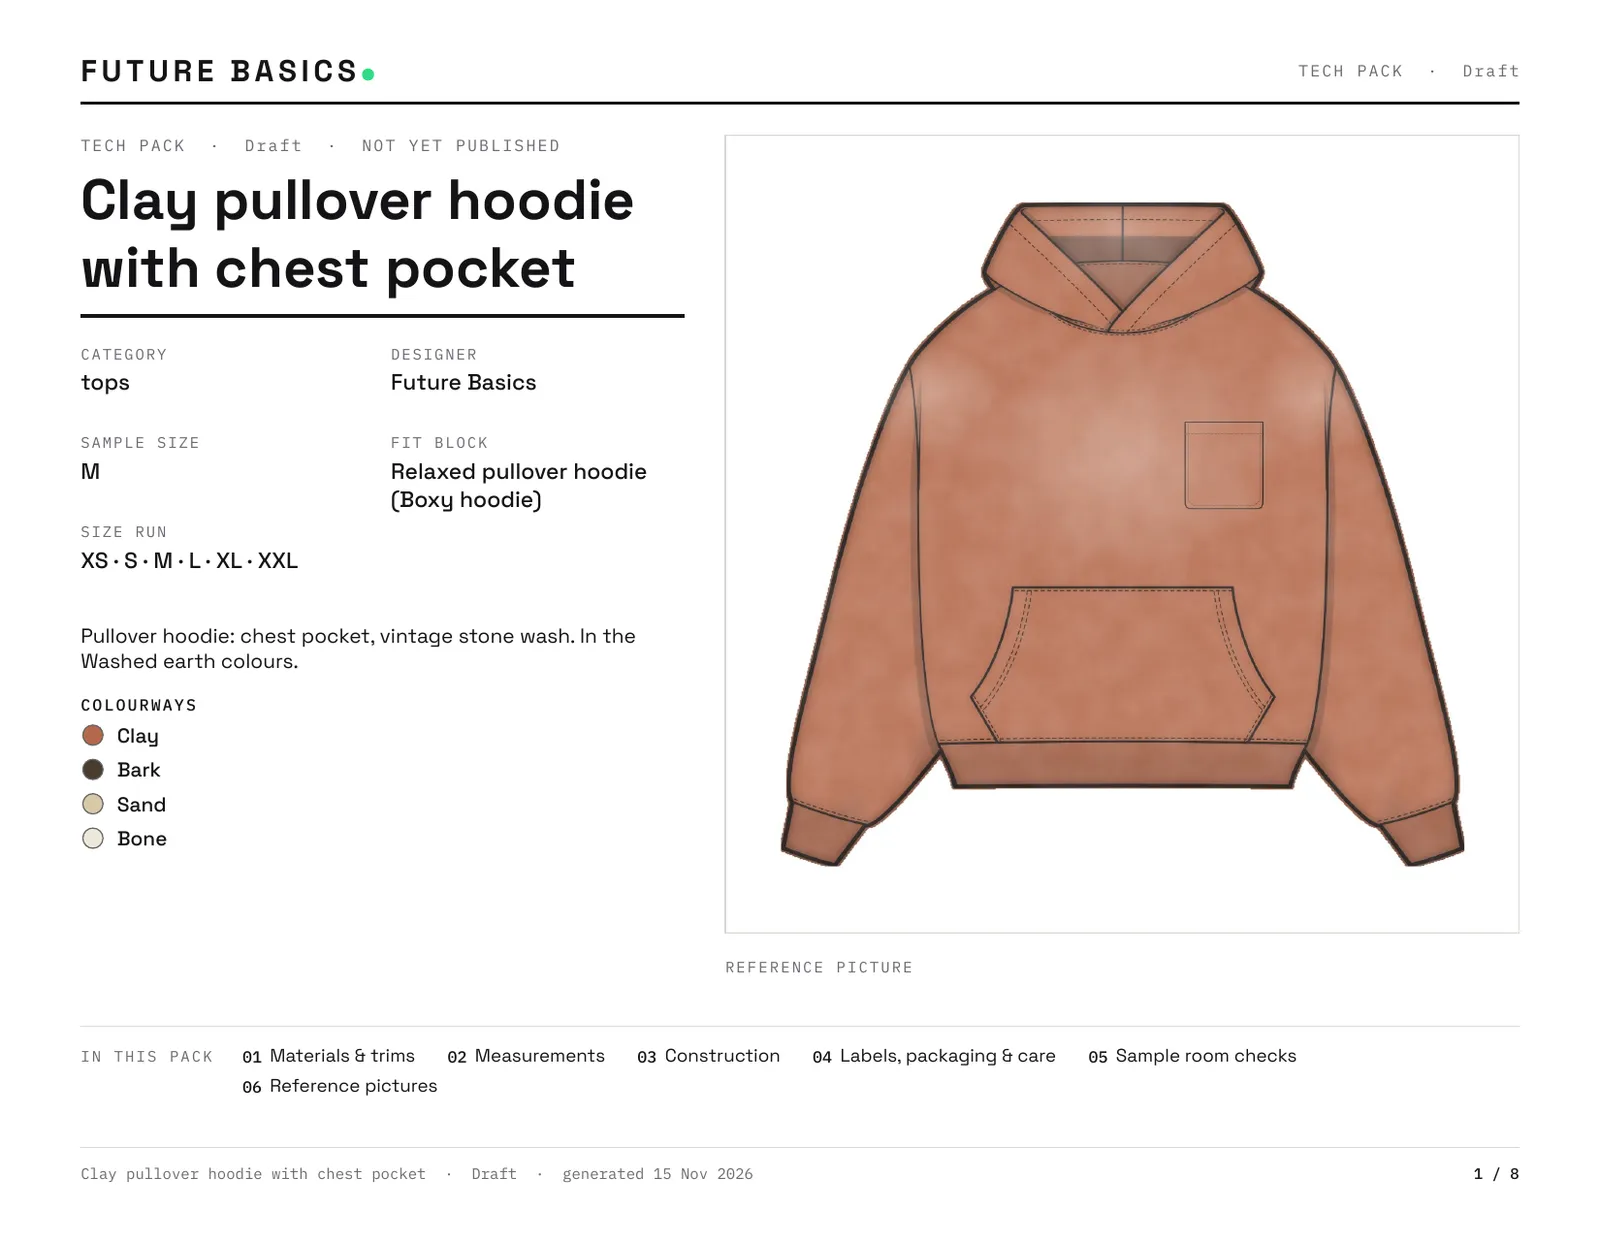 FUTURE BASICS
TECH PACK · Draft
TECH PACK · Draft · NOT YET PUBLISHED
Clay pullover hoodie
with chest pocket
CATEGORY
tops
DESIGNER
Future Basics
SAMPLE SIZE
M
FIT BLOCK
Relaxed pullover hoodie
(Boxy hoodie)
SIZE RUN
XS · S · M · L · XL · XXL
Pullover hoodie: chest pocket, vintage stone wash. In the
Washed earth colours.
COLOURWAYS
Clay
Bark
Sand
Bone
REFERENCE PICTURE
IN THIS PACK 01 Materials & trims 02 Measurements 03 Construction 04 Labels, packaging & care 05 Sample room checks
06 Reference pictures
Clay pullover hoodie with chest pocket · Draft · generated 15 Nov 2026
1 / 8